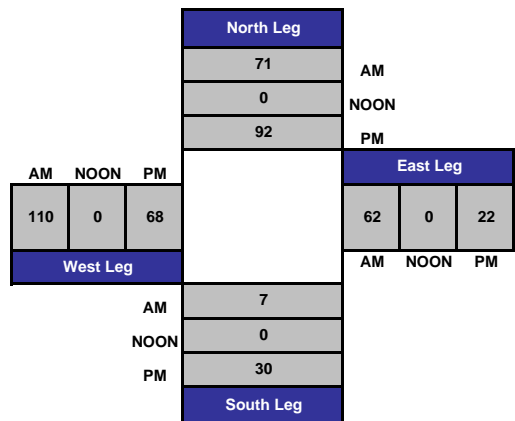 North Leg
71 AM
0 NOON
92 PM
East Leg
AM NOON PM
110 0 68
62 0 22
West Leg
AM NOON PM
AM 7
NOON 0
PM 30
South Leg